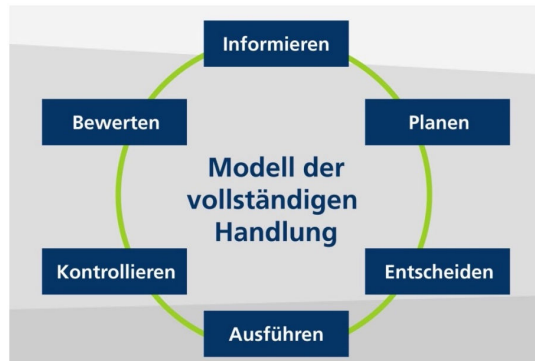 Informieren
Bewerten
Planen
Modell der
vollständigen
Handlung
Kontrollieren
Entscheiden
Ausführen